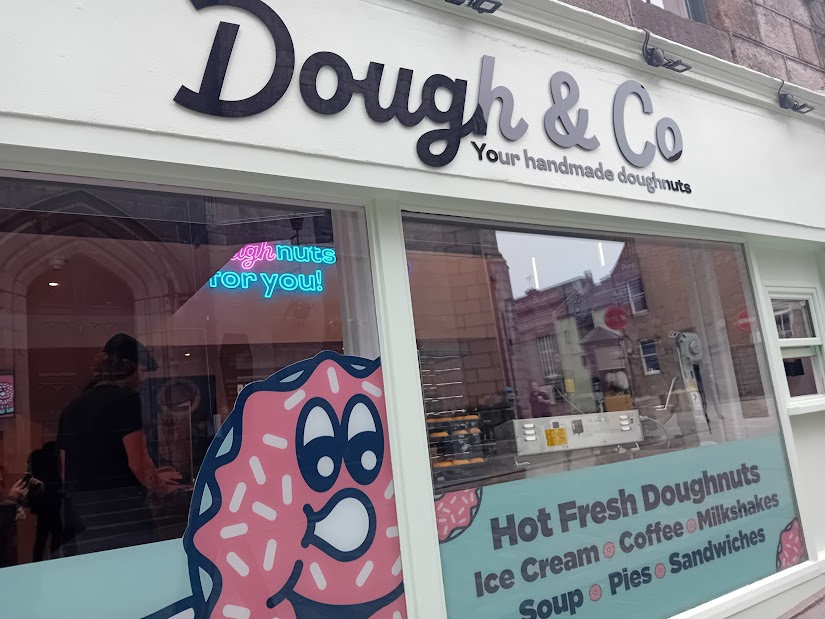 Dough & Co
Your handmade doughnuts
ughnuts
for you!
Hot Fresh Doughnuts
Ice Cream Coffee Milkshakes
Soup Pies Sandwiches